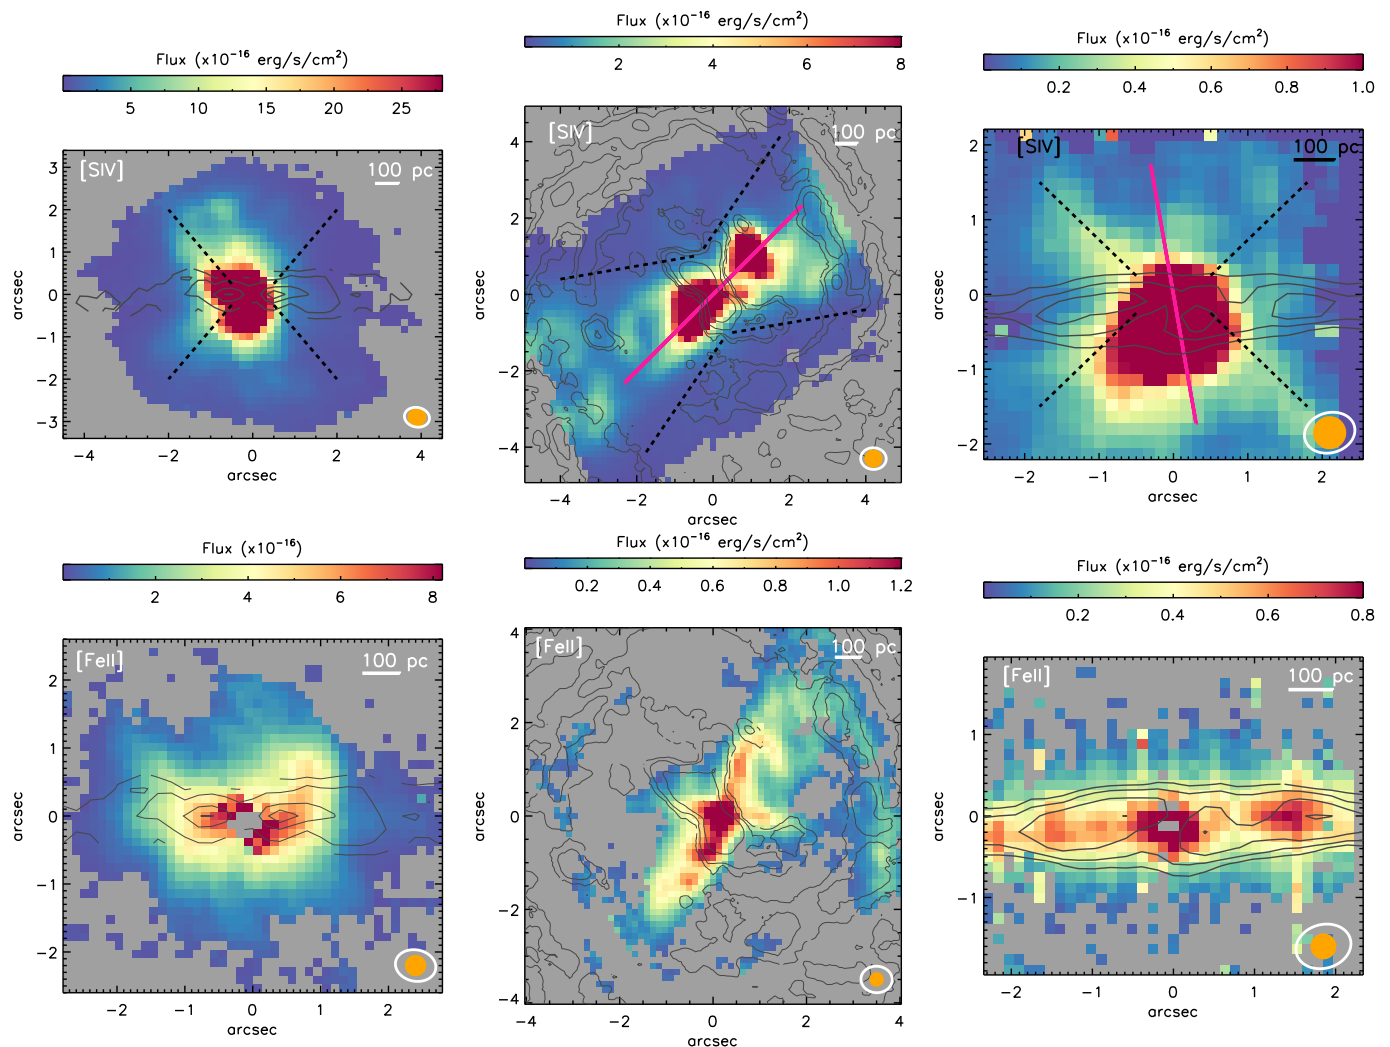 Flux (x10⁻¹⁶ erg/s/cm²)
5 10 15 20 25
[SIV]
100 pc
3
2
1
0
−1
−2
−3
arcsec
−4 −2 0 2 4
arcsec
Flux (x10⁻¹⁶ erg/s/cm²)
2 4 6 8
[SIV]
100 pc
4
2
0
−2
−4
arcsec
−4 −2 0 2 4
arcsec
Flux (x10⁻¹⁶ erg/s/cm²)
0.2 0.4 0.6 0.8 1.0
[SIV]
100 pc
2
1
0
−1
−2
arcsec
−2 −1 0 1 2
arcsec
Flux (x10⁻¹⁶)
2 4 6 8
[FeII]
100 pc
2
1
0
−1
−2
arcsec
−2 −1 0 1 2
arcsec
Flux (x10⁻¹⁶ erg/s/cm²)
0.2 0.4 0.6 0.8 1.0 1.2
[FeII]
100 pc
4
2
0
−2
−4
arcsec
−4 −2 0 2 4
arcsec
Flux (x10⁻¹⁶ erg/s/cm²)
0.2 0.4 0.6 0.8
[FeII]
100 pc
1
0
−1
arcsec
−2 −1 0 1 2
arcsec